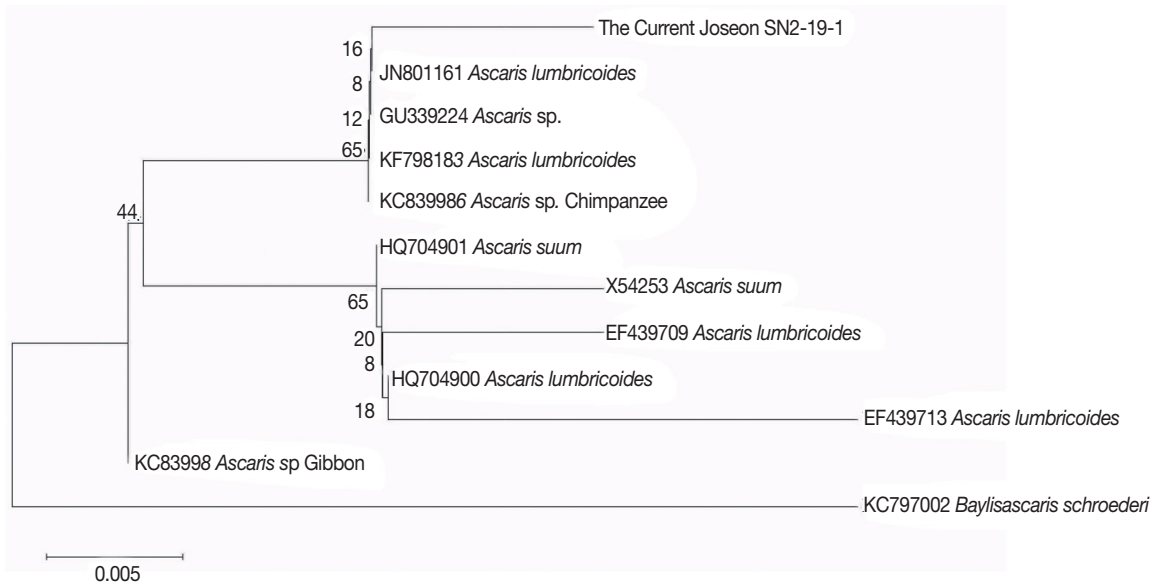 The Current Joseon SN2-19-1
16
JN801161 Ascaris lumbricoides
8
GU339224 Ascaris sp.
12
65
KF798183 Ascaris lumbricoides
KC839986 Ascaris sp. Chimpanzee
44
HQ704901 Ascaris suum
X54253 Ascaris suum
65
EF439709 Ascaris lumbricoides
20
8
HQ704900 Ascaris lumbricoides
18
EF439713 Ascaris lumbricoides
KC83998 Ascaris sp Gibbon
KC797002 Baylisascaris schroederi
0.005